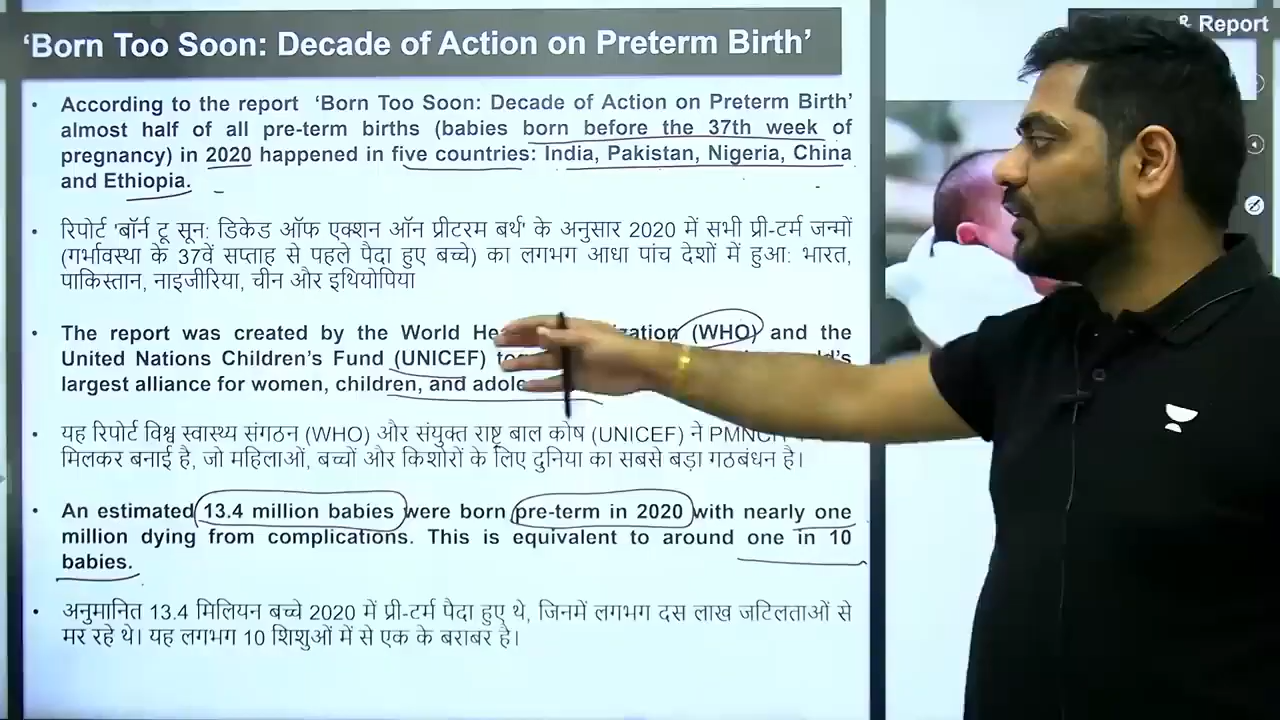 & Report
‘Born Too Soon: Decade of Action on Preterm Birth’
• According to the report ‘Born Too Soon: Decade of Action on Preterm Birth’
almost half of all pre-term births (babies born before the 37th week of
pregnancy) in 2020 happened in five countries: India, Pakistan, Nigeria, China
and Ethiopia.
• रिपोर्ट 'बॉर्न टू सून: डिकेड ऑफ एक्शन ऑन प्रीटरम बर्थ' के अनुसार 2020 में सभी प्री-टर्म जन्मों
(गर्भावस्था के 37वें सप्ताह से पहले पैदा हुए बच्चे) का लगभग आधा पांच देशों में हुआ: भारत,
पाकिस्तान, नाइजीरिया, चीन और इथियोपिया
• The report was created by the World (WHO) and the
United Nations Children’s Fund (UNICEF)
largest alliance for women, children, and
• यह रिपोर्ट विश्व स्वास्थ्य संगठन (WHO) और संयुक्त राष्ट्र बाल कोष (UNICEF) ने PMNCH
मिलकर बनाई है, जो महिलाओं, बच्चों और किशोरों के लिए दुनिया का सबसे बड़ा गठबंधन है।
• An estimated 13.4 million babies were born pre-term in 2020 with nearly one
million dying from complications. This is equivalent to around one in 10
babies.
• अनुमानित 13.4 मिलियन बच्चे 2020 में प्री-टर्म पैदा हुए थे, जिनमें लगभग दस लाख जटिलताओं से
मर रहे थे। यह लगभग 10 शिशुओं में से एक के बराबर है।